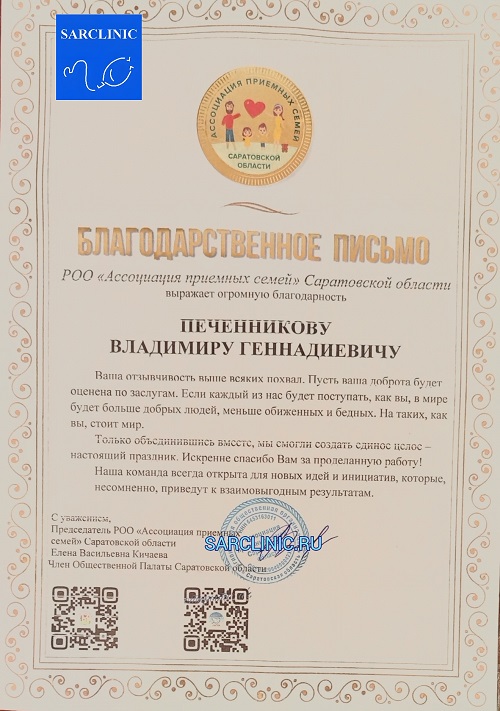 SARCLINIC
АССОЦИАЦИЯ ПРИЕМНЫХ СЕМЕЙ
САРАТОВСКОЙ
ОБЛАСТИ
БЛАГОДАРСТВЕННОЕ ПИСЬМО
РОО «Ассоциация приемных семей» Саратовской области
выражает огромную благодарность
ПЕЧЕННИКОВУ
ВЛАДИМИРУ ГЕННАДИЕВИЧУ
Ваша отзывчивость выше всяких похвал. Пусть ваша доброта будет
оценена по заслугам. Если каждый из нас будет поступать, как вы, в мире
будет больше добрых людей, меньше обиженных и бедных. На таких, как
вы, стоит мир.
Только объединившись вместе, мы смогли создать единое целое –
настоящий праздник. Искренне спасибо Вам за проделанную работу!
Наша команда всегда открыта для новых идей и инициатив, которые,
несомненно, приведут к взаимовыгодным результатам.
С уважением,
Председатель РОО «Ассоциация приемных
семей» Саратовской области
Елена Васильевна Кичаева
Член Общественной Палаты Саратовской области
SARCLINIC.RU